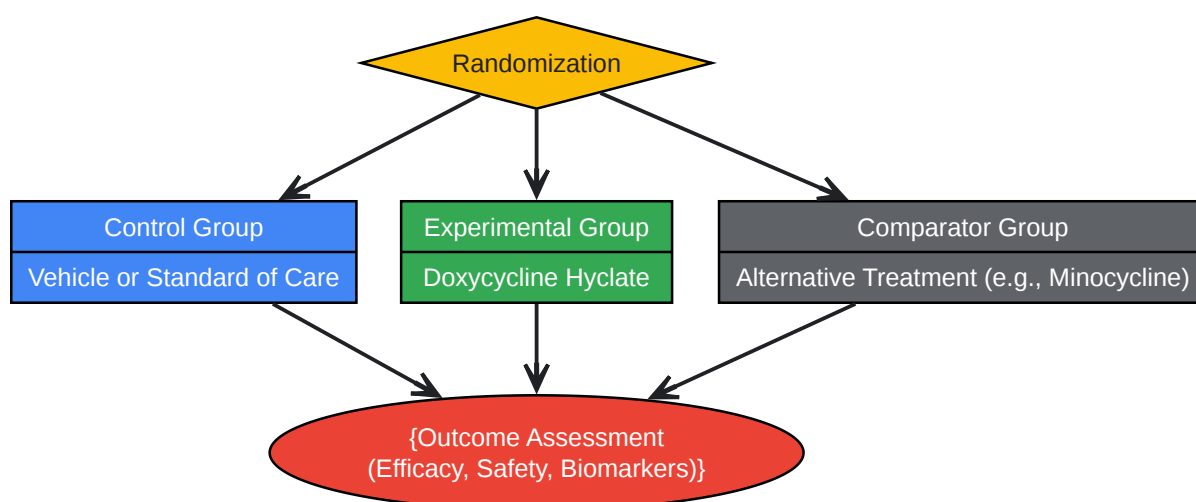 Randomization
Control Group
Vehicle or Standard of Care
Experimental Group
Doxycycline Hyclate
Comparator Group
Alternative Treatment (e.g., Minocycline)
{Outcome Assessment
(Efficacy, Safety, Biomarkers)}